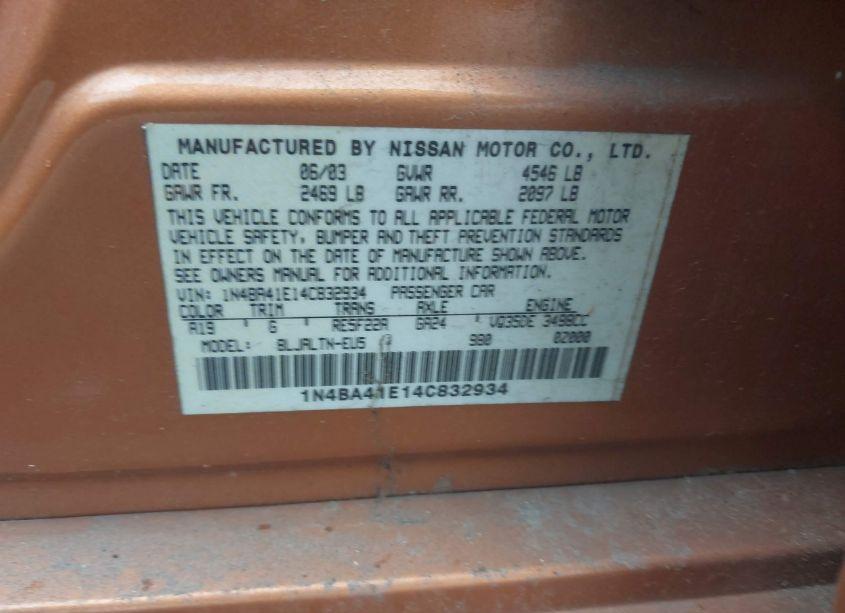 MANUFACTURED BY NISSAN MOTOR CO., LTD.
DATE 06/03 GVWR 4546 LB
GAWR FR. 2469 LB GAWR RR. 2097 LB
THIS VEHICLE CONFORMS TO ALL APPLICABLE FEDERAL MOTOR
VEHICLE SAFETY, BUMPER AND THEFT PREVENTION STANDARDS
IN EFFECT ON THE DATE OF MANUFACTURE SHOWN ABOVE.
SEE OWNERS MANUAL FOR ADDITIONAL INFORMATION.
VIN: 1N4BA41E14C832934 PASSENGER CAR
COLOR TRIM TRANS AXLE ENGINE
A19 ' G ' RE5F22A GA24 ' VQ35DE 3498CC
MODEL: BLJALTN-EU5 980 02000
1N4BA41E14C832934